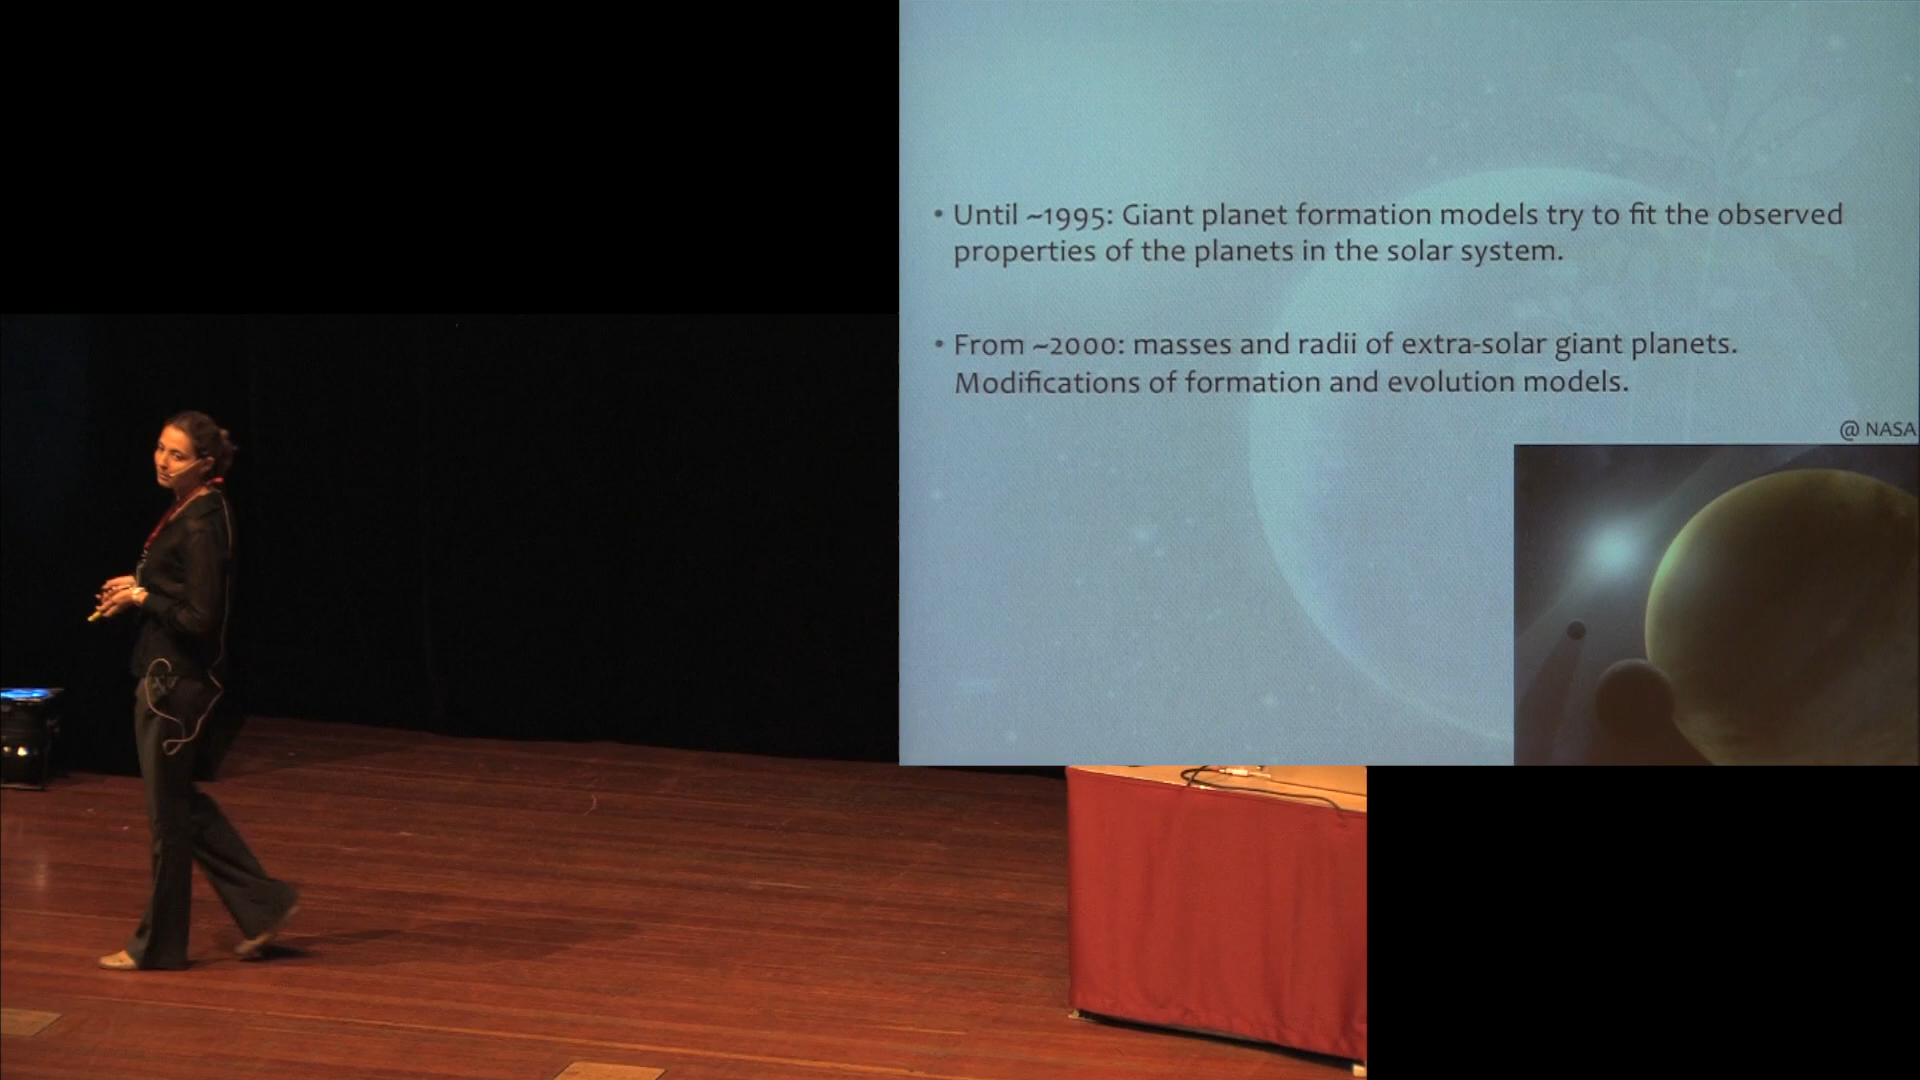 • Until ~1995: Giant planet formation models try to fit the observed
properties of the planets in the solar system.
• From ~2000: masses and radii of extra-solar giant planets.
Modifications of formation and evolution models.
@ NASA